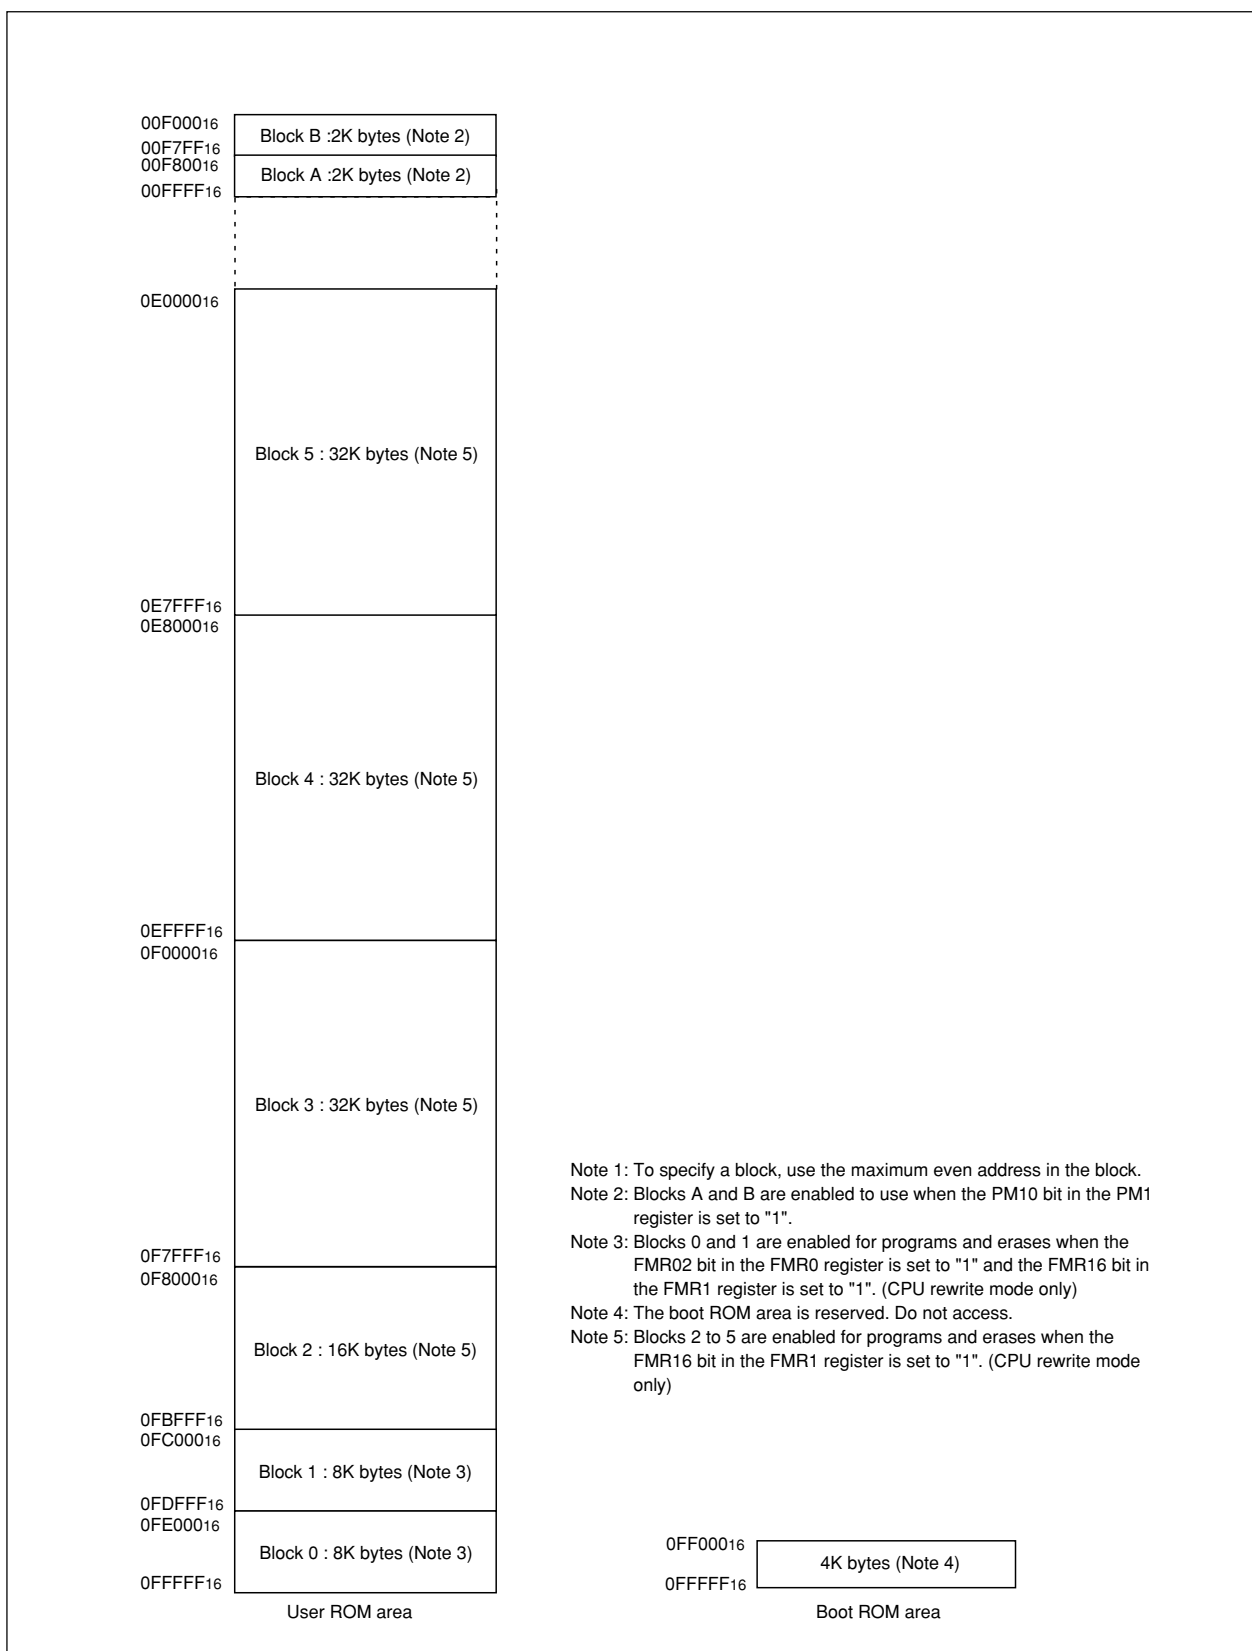 00F00016
Block B :2K bytes (Note 2)
00F7FF16
00F80016
Block A :2K bytes (Note 2)
00FFFF16
0E000016
Block 5 : 32K bytes (Note 5)
0E7FFF16
0E800016
Block 4 : 32K bytes (Note 5)
0EFFFF16
0F000016
Block 3 : 32K bytes (Note 5)
0F7FFF16
0F800016
Block 2 : 16K bytes (Note 5)
0FBFFF16
0FC00016
Block 1 : 8K bytes (Note 3)
0FDFFF16
0FE00016
Block 0 : 8K bytes (Note 3)
0FFFFF16
User ROM area
Note 1: To specify a block, use the maximum even address in the block.
Note 2: Blocks A and B are enabled to use when the PM10 bit in the PM1
register is set to "1".
Note 3: Blocks 0 and 1 are enabled for programs and erases when the
FMR02 bit in the FMR0 register is set to "1" and the FMR16 bit in
the FMR1 register is set to "1". (CPU rewrite mode only)
Note 4: The boot ROM area is reserved. Do not access.
Note 5: Blocks 2 to 5 are enabled for programs and erases when the
FMR16 bit in the FMR1 register is set to "1". (CPU rewrite mode
only)
0FF00016
4K bytes (Note 4)
0FFFFF16
Boot ROM area